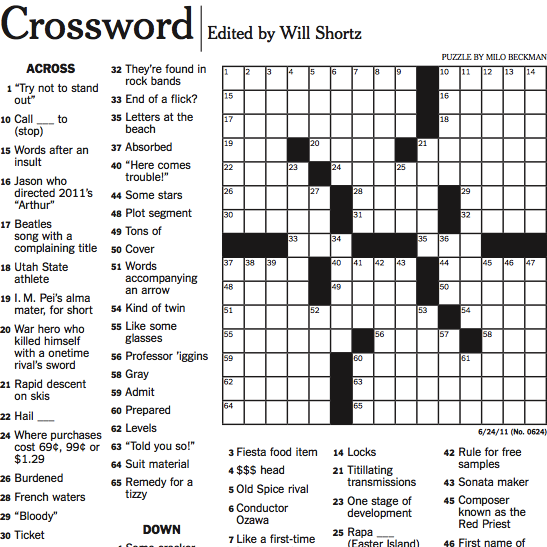 Crossword
Edited by Will Shortz
PUZZLE BY MILO BECKMAN
ACROSS
1 “Try not to stand
out”
10 Call ___ to
(stop)
15 Words after an
insult
16 Jason who
directed 2011’s
“Arthur”
17 Beatles
song with a
complaining title
18 Utah State
athlete
19 I. M. Pei’s alma
mater, for short
20 War hero who
killed himself
with a onetime
rival’s sword
21 Rapid descent
on skis
22 Hail ___
24 Where purchases
cost 69¢, 99¢ or
$1.29
26 Burdened
28 French waters
29 “Bloody”
30 Ticket
32 They’re found in
rock bands
33 End of a flick?
35 Letters at the
beach
37 Absorbed
40 “Here comes
trouble!”
44 Some stars
48 Plot segment
49 Tons of
50 Cover
51 Words
accompanying
an arrow
54 Kind of twin
55 Like some
glasses
56 Professor ’iggins
58 Gray
59 Admit
60 Prepared
62 Levels
63 “Told you so!”
64 Suit material
65 Remedy for a
tizzy
DOWN
1 2 3 4 5 6 7 8 9 10 11 12 13 14
15 16
17 18
19 20 21
22 23 24 25
26 27 28 29
30 31 32
33 34 35 36
37 38 39 40 41 42 43 44 45 46 47
48 49 50
51 52 53 54
55 56 57 58
59 60 61
62 63
64 65
6/24/11 (No. 0624)
3 Fiesta food item
4 $$$ head
5 Old Spice rival
6 Conductor
Ozawa
7 Like a first-time
14 Locks
21 Titillating
transmissions
23 One stage of
development
25 Rapa ___
(Easter Island)
42 Rule for free
samples
43 Sonata maker
45 Composer
known as the
Red Priest
46 First name of